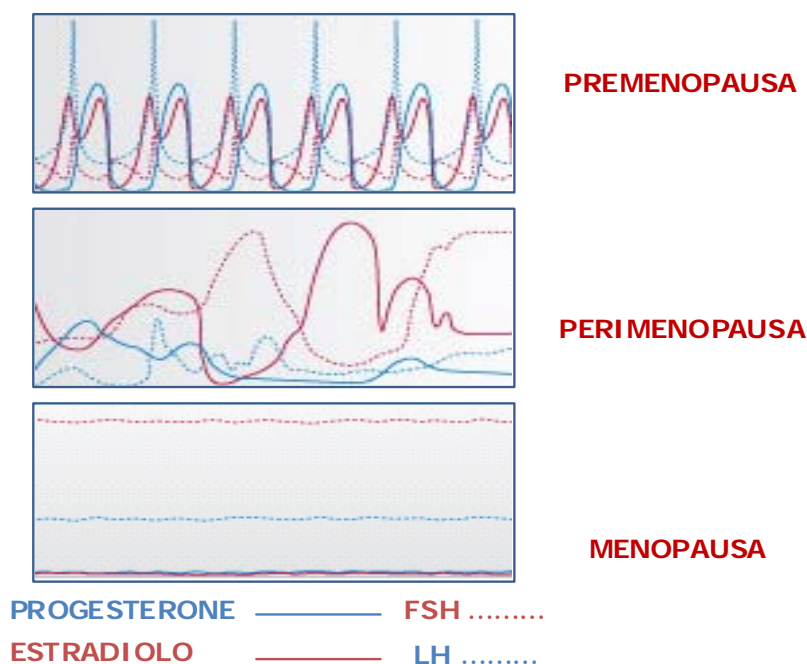 PREMENOPAUSA
PERIMENOPAUSA
MENOPAUSA
PROGESTERONE FSH .........
ESTRADIOLO LH .........